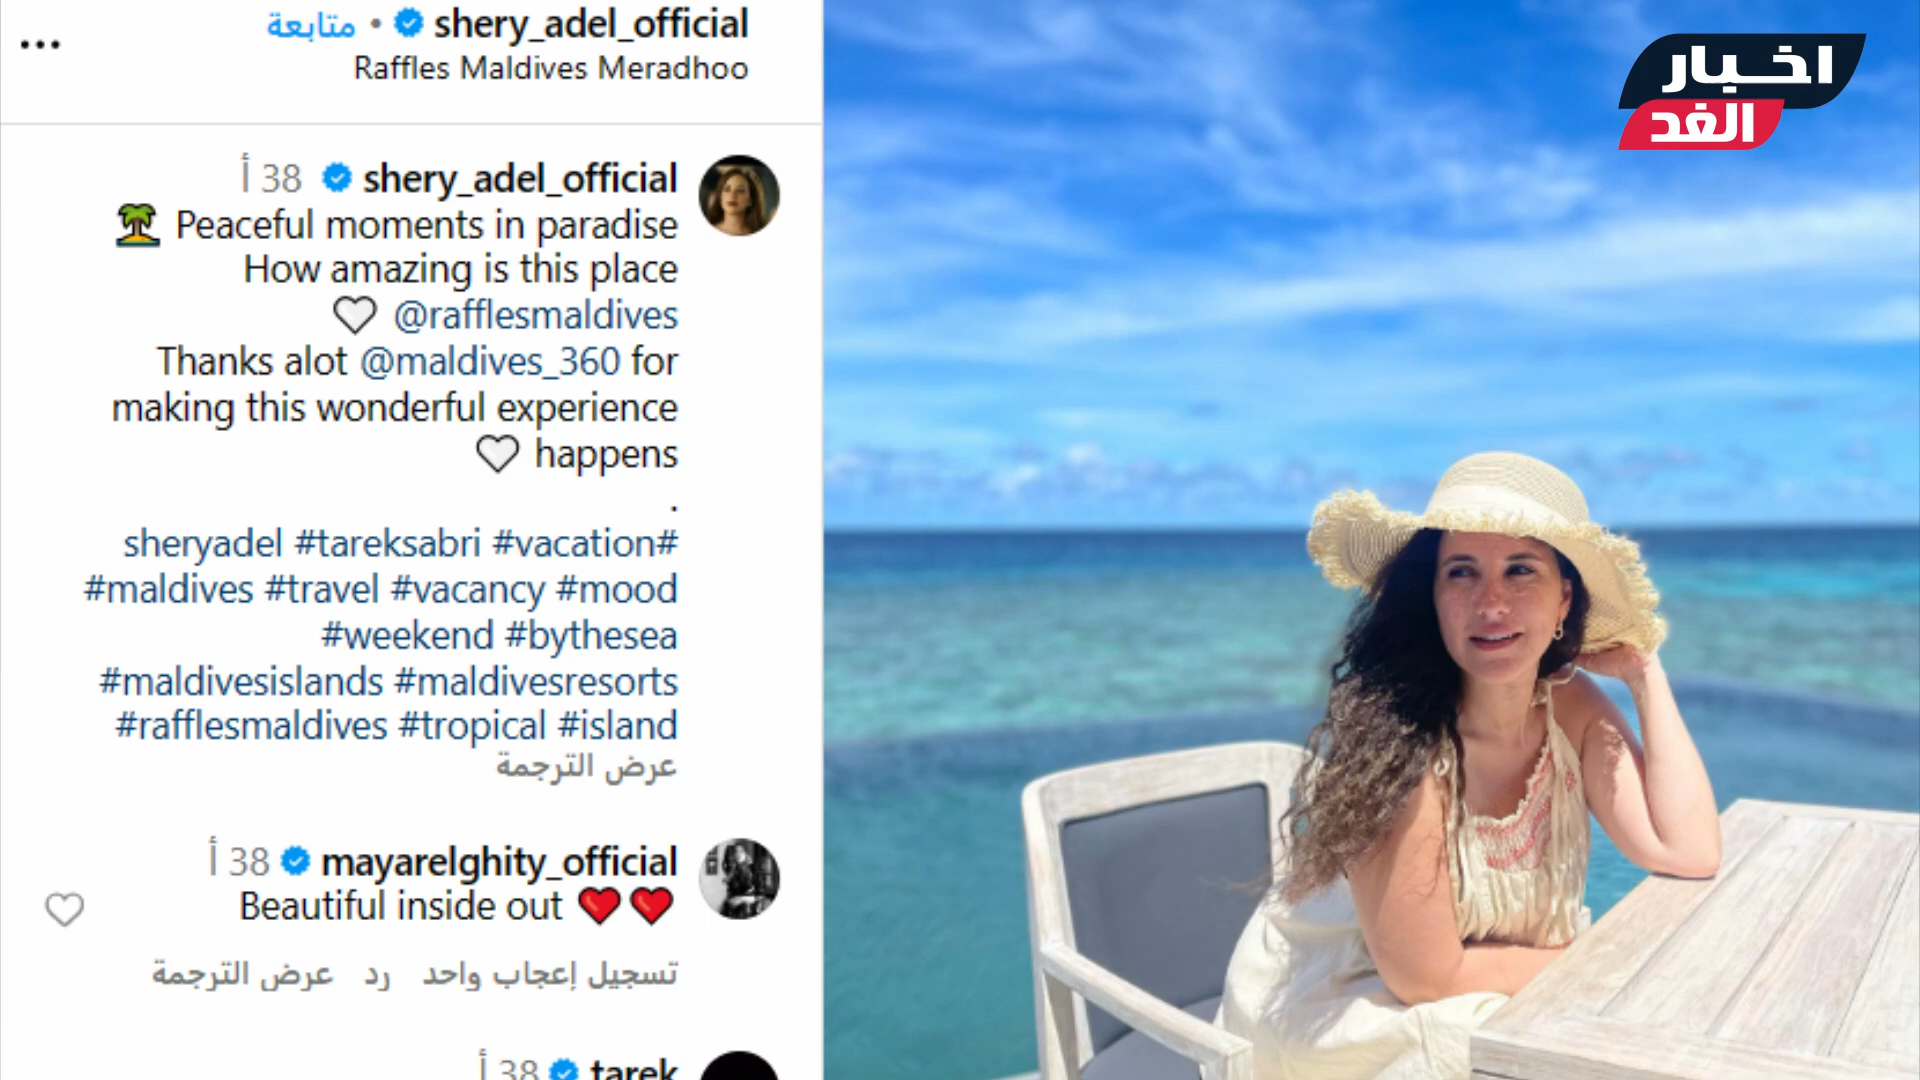 shery_adel_official • متابعة
Raffles Maldives Meradhoo
shery_adel_official 38 أ
Peaceful moments in paradise 🏝️
How amazing is this place
@rafflesmaldives 🤍
Thanks alot @maldives_360 for
making this wonderful experience
happens 🤍
.
#sheryadel #tareksabri #vacation
#maldives #travel #vacancy #mood
#weekend #bythesea
#maldivesislands #maldivesresorts
#rafflesmaldives #tropical #island
عرض الترجمة
mayarelghity_official 38 أ
Beautiful inside out ❤️❤️
تسجيل إعجاب واحد رد عرض الترجمة
tarek 38 أ
اخبار
الغد